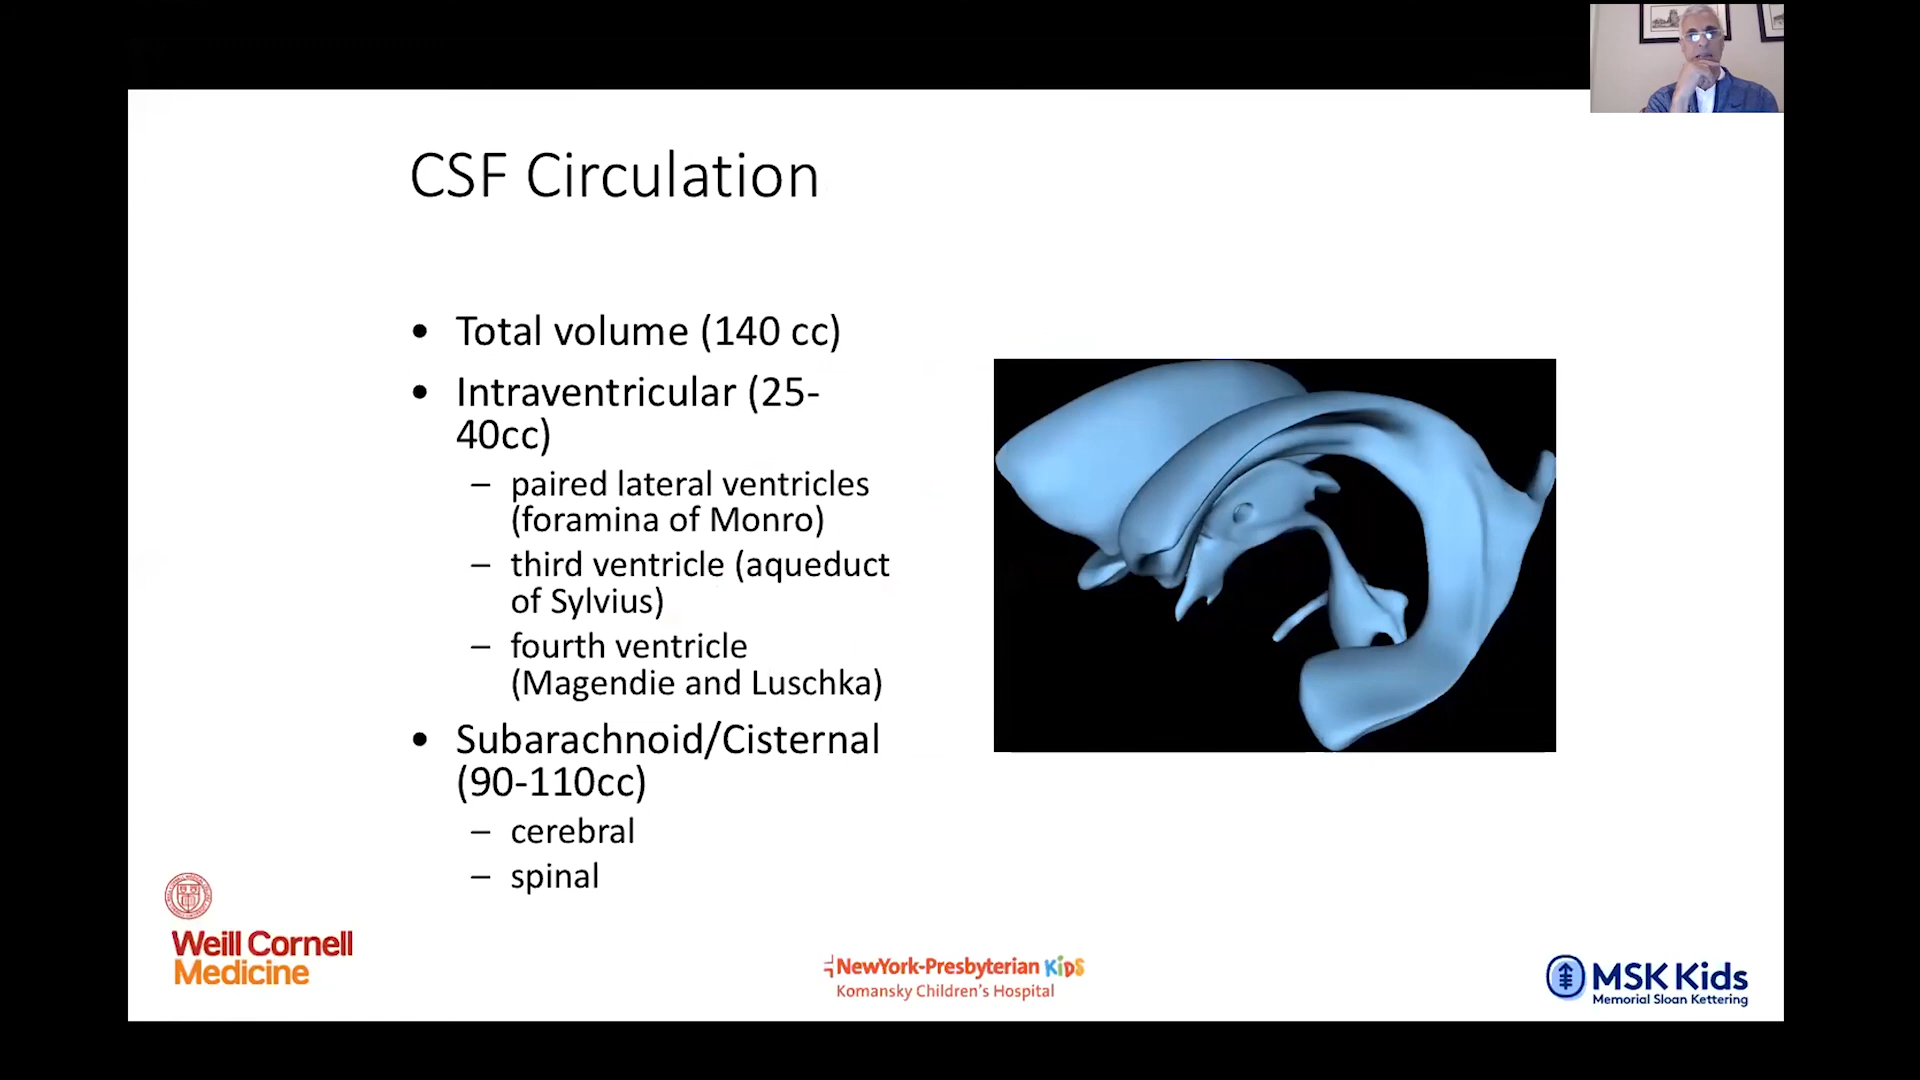 CSF Circulation
• Total volume (140 cc)
• Intraventricular (25-
40cc)
– paired lateral ventricles
(foramina of Monro)
– third ventricle (aqueduct
of Sylvius)
– fourth ventricle
(Magendie and Luschka)
• Subarachnoid/Cisternal
(90-110cc)
– cerebral
– spinal
Weill Cornell
Medicine
NewYork-Presbyterian KiDS
Komansky Children's Hospital
MSK Kids
Memorial Sloan Kettering